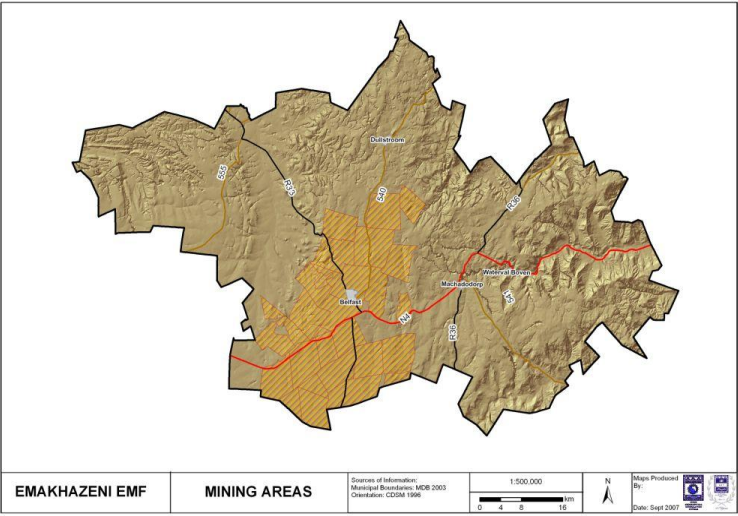 Dullstroom
555
R33
540
R36
Waterval Boven
Machadodorp
541
Belfast
N4
R36
EMAKHAZENI EMF
MINING AREAS
Sources of Information:
Municipal Boundaries: MDB 2003
Orientation: CDSM 1996
1:500,000
km
0 4 8 16
N
Maps Produced
By:
Date: Sept 2007